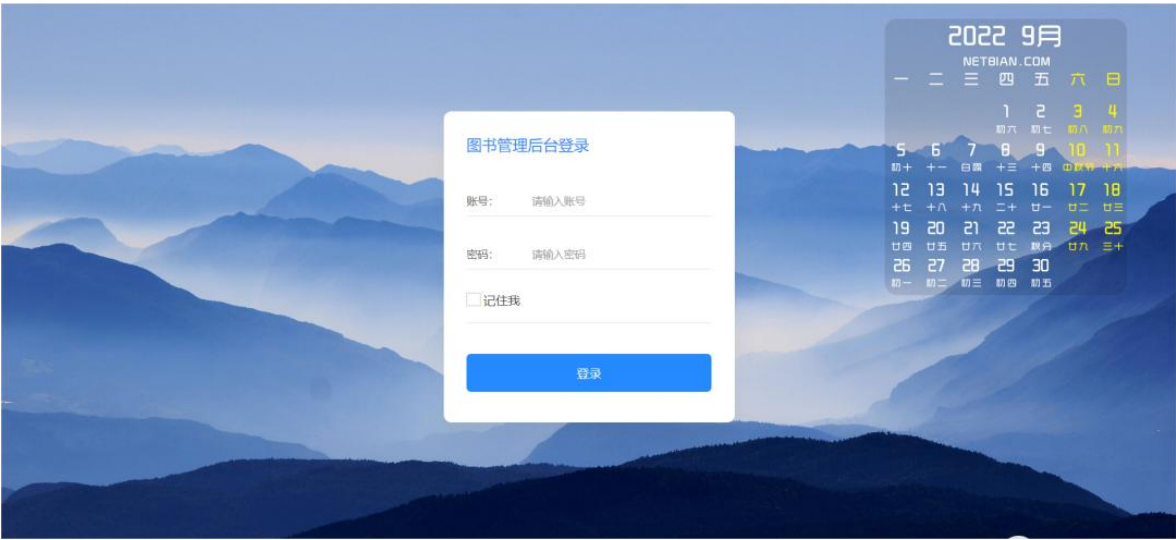 图书管理后台登录
账号： 请输入账号
密码： 请输入密码
记住我
登录
2022 9月
NETBIAN.COM
一 二 三 四 五 六 日
1 2 3 4
初六 初七 初八 初九
5 6 7 8 9 10 11
初十 十一 白露 十三 十四 中秋节 十六
12 13 14 15 16 17 18
十七 十八 十九 二十 廿一 廿二 廿三
19 20 21 22 23 24 25
廿四 廿五 廿六 廿七 秋分 廿九 三十
26 27 28 29 30
初一 初二 初三 初四 初五